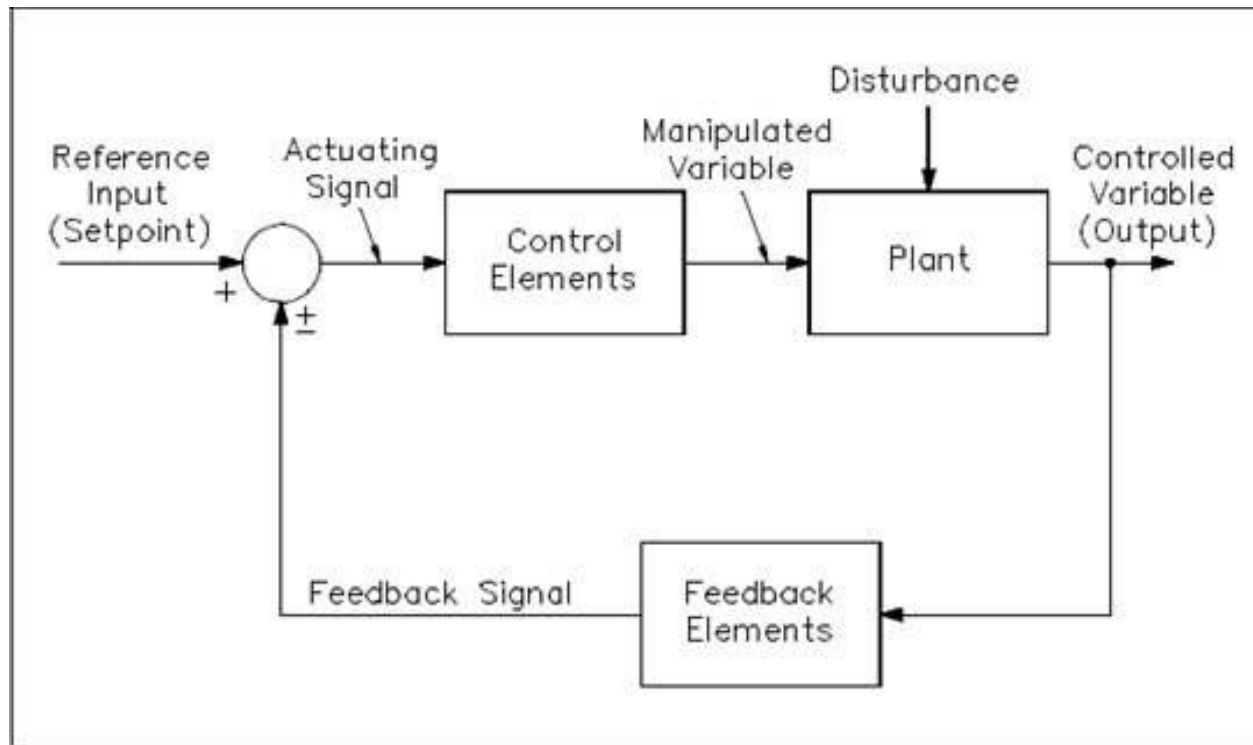 Disturbance
Reference
Input
(Setpoint)
Actuating
Signal
Manipulated
Variable
Controlled
Variable
(Output)
Control
Elements
Plant
+
±
Feedback Signal
Feedback
Elements